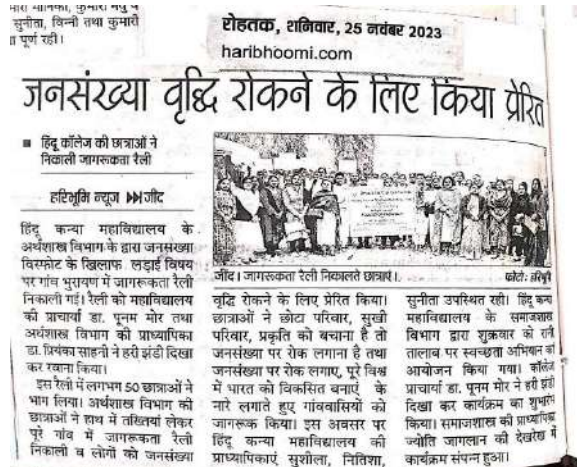 सुनीता, विन्नी तथा कुमारी
पूर्ण रही।
रोहतक, शनिवार, 25 नवंबर 2023
haribhoomi.com
जनसंख्या वृद्धि रोकने के लिए किया प्रेरित
हिंदू कॉलेज की छात्राओं ने
निकाली जागरूकता रैली
हरिभूमि न्यूज ▶▶। जींद
हिंदू कन्या महाविद्यालय के
अर्थशास्त्र विभाग के द्वारा जनसंख्या
विस्फोट के खिलाफ लड़ाई विषय
पर गांव भुरायण में जागरूकता रैली
निकाली गई। रैली को महाविद्यालय
की प्राचार्या डा. पूनम मोर तथा
अर्थशास्त्र विभाग की प्राध्यापिका
डा. प्रियंका साहनी ने हरी झंडी दिखा
कर रवाना किया।
इस रैली में लगभग 50 छात्राओं ने
भाग लिया। अर्थशास्त्र विभाग की
छात्राओं ने हाथ में तख्तियां लेकर
पूरे गांव में जागरूकता रैली
निकाली व लोगों को जनसंख्या
जींद। जागरूकता रैली निकालते छात्राएं।
फोटो: हरिभूमि
वृद्धि रोकने के लिए प्रेरित किया।
छात्राओं ने छोटा परिवार, सुखी
परिवार, प्रकृति को बचाना है तो
जनसंख्या पर रोक लगाना है तथा
जनसंख्या पर रोक लगाए, पूरे विश्व
में भारत को विकसित बनाएं के
नारे लगाते हुए गांववासियों को
जागरूक किया। इस अवसर पर
हिंदू कन्या महाविद्यालय की
प्राध्यापिकाएं सुशीला, नितिशा,
सुनीता उपस्थित रही। हिंदू कन्या
महाविद्यालय के समाजशास्त्र
विभाग द्वारा शुक्रवार को रानी
तालाब पर स्वच्छता अभियान का
आयोजन किया गया। कॉलेज
प्राचार्या डा. पूनम मोर ने हरी झंडी
दिखा कर कार्यक्रम का शुभारंभ
किया। समाजशास्त्र की प्राध्यापिका
ज्योति जागलान की देखरेख में
कार्यक्रम संपन्न हुआ।